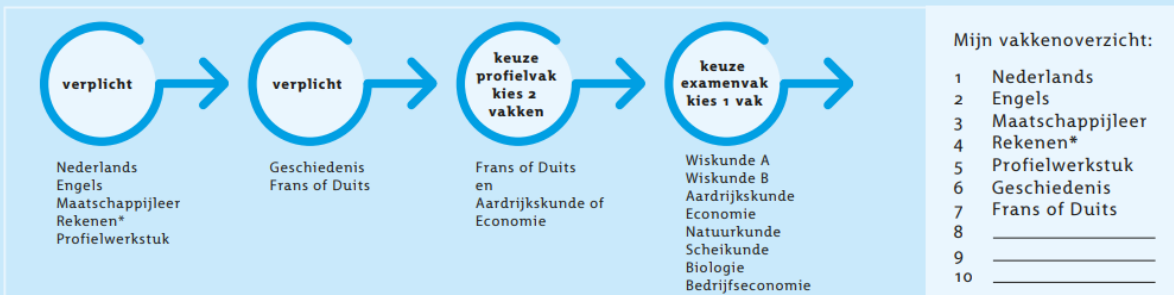 verplicht
Nederlands
Engels
Maatschappijleer
Rekenen*
Profielwerkstuk
verplicht
Geschiedenis
Frans of Duits
keuze
profielvak
kies 2
vakken
Frans of Duits
en
Aardrijkskunde of
Economie
keuze
examenvak
kies 1 vak
Wiskunde A
Wiskunde B
Aardrijkskunde
Economie
Natuurkunde
Scheikunde
Biologie
Bedrijfseconomie
Mijn vakkenoverzicht:
1 Nederlands
2 Engels
3 Maatschappijleer
4 Rekenen*
5 Profielwerkstuk
6 Geschiedenis
7 Frans of Duits
8
9
10